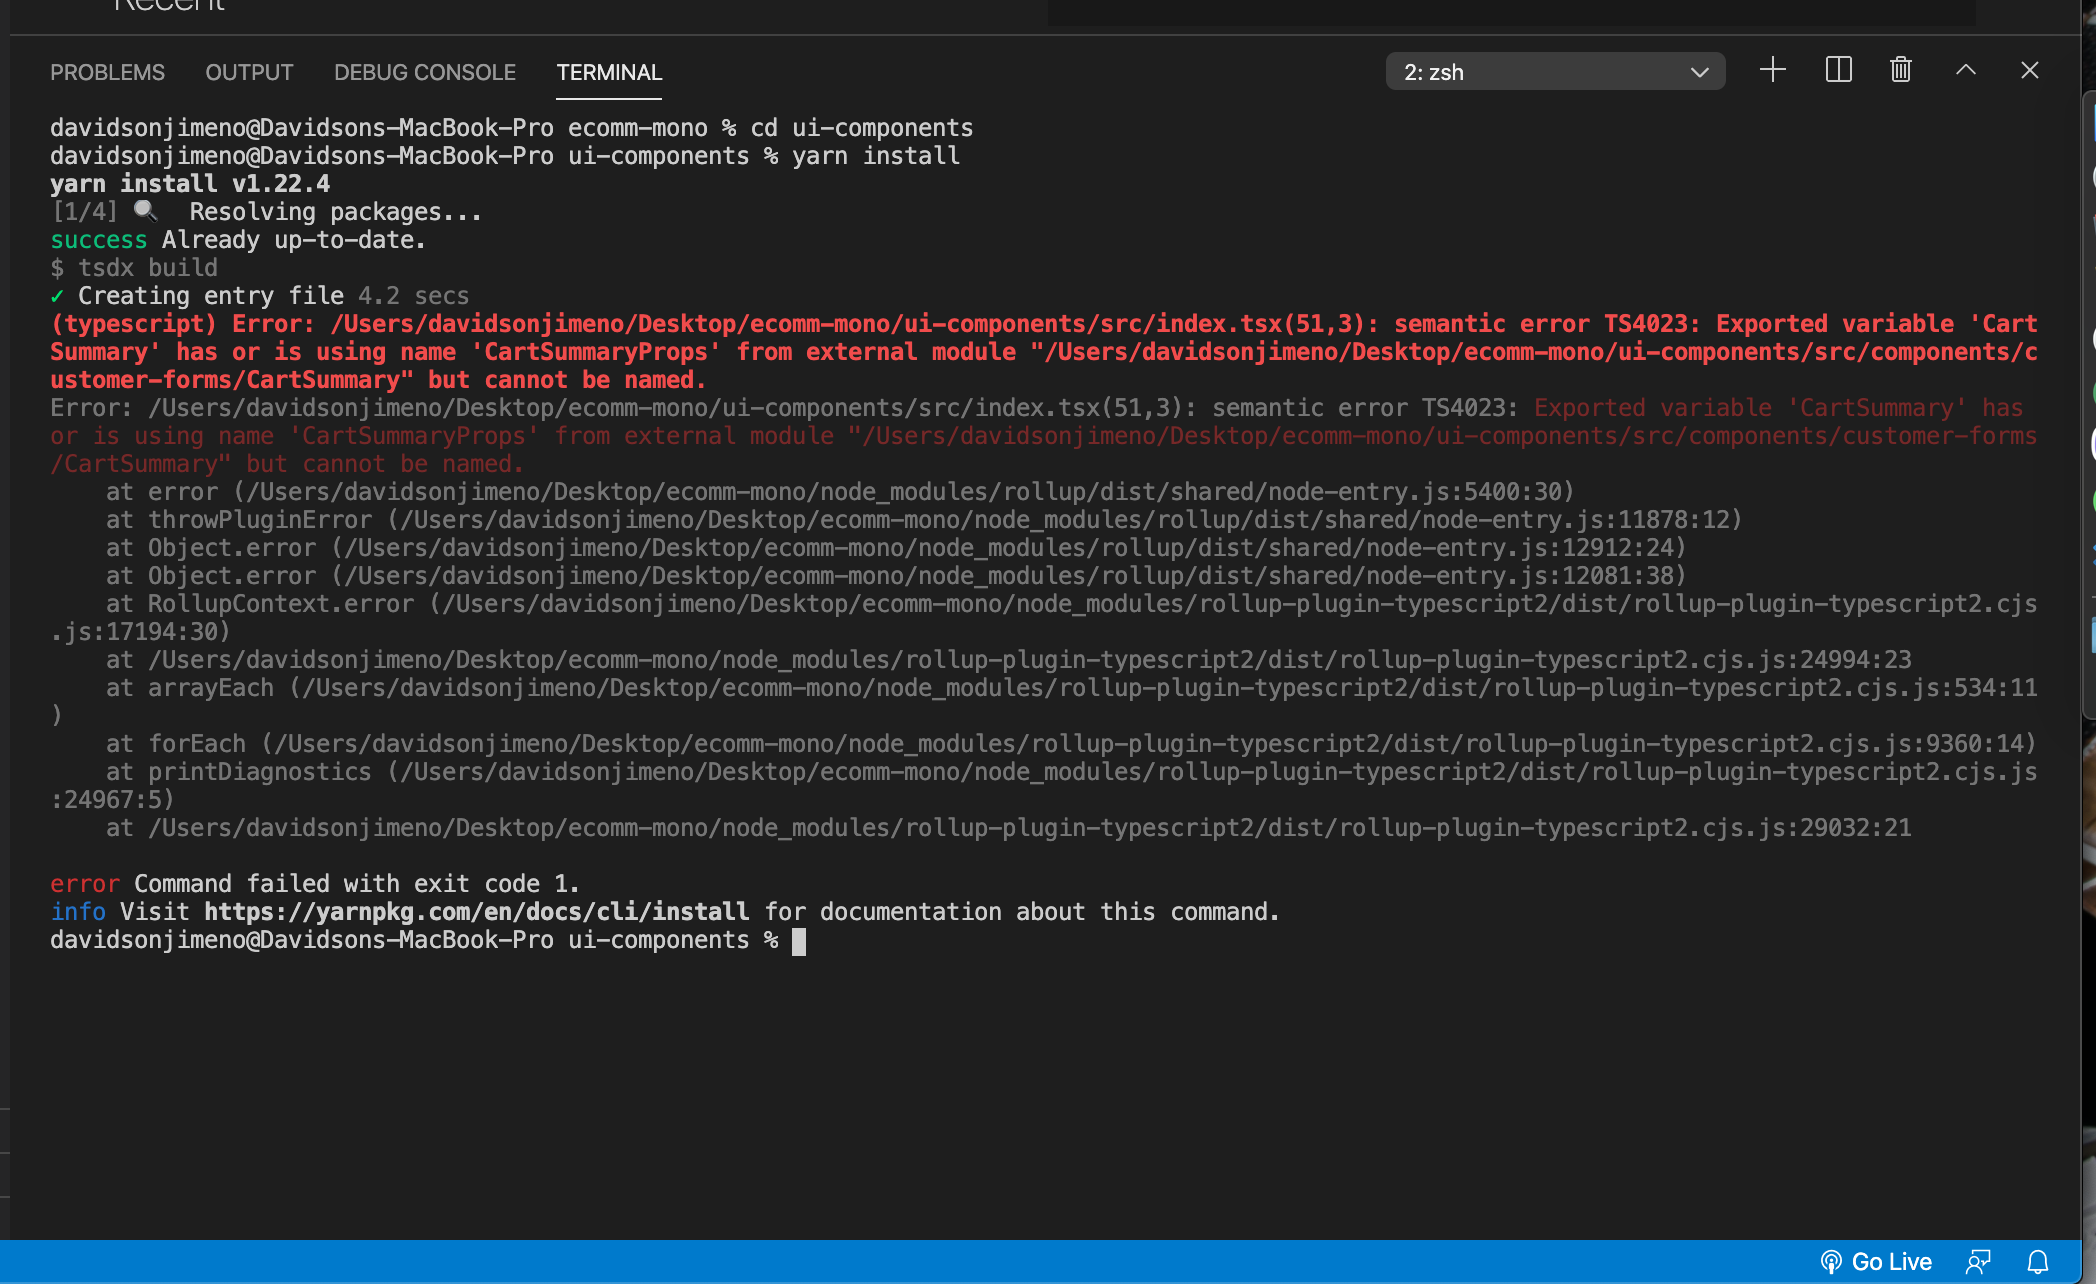 Recent
PROBLEMS OUTPUT DEBUG CONSOLE TERMINAL 2: zsh
davidsonjimeno@Davidsons-MacBook-Pro ecomm-mono % cd ui-components
davidsonjimeno@Davidsons-MacBook-Pro ui-components % yarn install
yarn install v1.22.4
[1/4] 🔍 Resolving packages...
success Already up-to-date.
$ tsdx build
✓ Creating entry file 4.2 secs
(typescript) Error: /Users/davidsonjimeno/Desktop/ecomm-mono/ui-components/src/index.tsx(51,3): semantic error TS4023: Exported variable 'Cart
Summary' has or is using name 'CartSummaryProps' from external module "/Users/davidsonjimeno/Desktop/ecomm-mono/ui-components/src/components/c
ustomer-forms/CartSummary" but cannot be named.
Error: /Users/davidsonjimeno/Desktop/ecomm-mono/ui-components/src/index.tsx(51,3): semantic error TS4023: Exported variable 'CartSummary' has
or is using name 'CartSummaryProps' from external module "/Users/davidsonjimeno/Desktop/ecomm-mono/ui-components/src/components/customer-forms
/CartSummary" but cannot be named.
at error (/Users/davidsonjimeno/Desktop/ecomm-mono/node_modules/rollup/dist/shared/node-entry.js:5400:30)
at throwPluginError (/Users/davidsonjimeno/Desktop/ecomm-mono/node_modules/rollup/dist/shared/node-entry.js:11878:12)
at Object.error (/Users/davidsonjimeno/Desktop/ecomm-mono/node_modules/rollup/dist/shared/node-entry.js:12912:24)
at Object.error (/Users/davidsonjimeno/Desktop/ecomm-mono/node_modules/rollup/dist/shared/node-entry.js:12081:38)
at RollupContext.error (/Users/davidsonjimeno/Desktop/ecomm-mono/node_modules/rollup-plugin-typescript2/dist/rollup-plugin-typescript2.cjs
.js:17194:30)
at /Users/davidsonjimeno/Desktop/ecomm-mono/node_modules/rollup-plugin-typescript2/dist/rollup-plugin-typescript2.cjs.js:24994:23
at arrayEach (/Users/davidsonjimeno/Desktop/ecomm-mono/node_modules/rollup-plugin-typescript2/dist/rollup-plugin-typescript2.cjs.js:534:11
)
at forEach (/Users/davidsonjimeno/Desktop/ecomm-mono/node_modules/rollup-plugin-typescript2/dist/rollup-plugin-typescript2.cjs.js:9360:14)
at printDiagnostics (/Users/davidsonjimeno/Desktop/ecomm-mono/node_modules/rollup-plugin-typescript2/dist/rollup-plugin-typescript2.cjs.js
:24967:5)
at /Users/davidsonjimeno/Desktop/ecomm-mono/node_modules/rollup-plugin-typescript2/dist/rollup-plugin-typescript2.cjs.js:29032:21
error Command failed with exit code 1.
info Visit https://yarnpkg.com/en/docs/cli/install for documentation about this command.
davidsonjimeno@Davidsons-MacBook-Pro ui-components %
Go Live